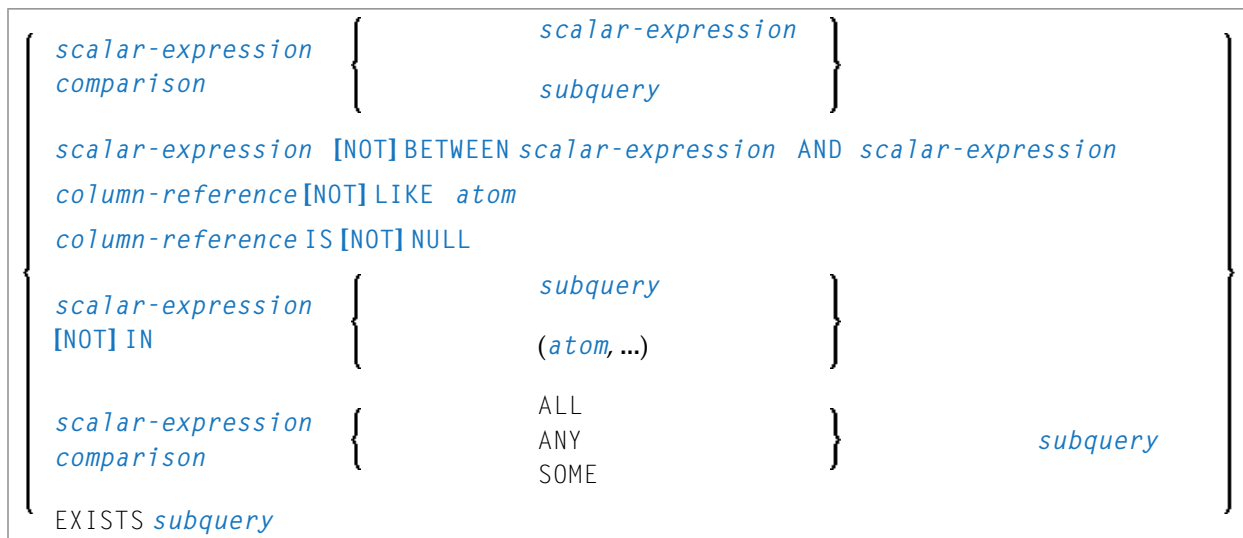 scalar-expression comparison { scalar-expression
subquery }
scalar-expression [NOT] BETWEEN scalar-expression AND scalar-expression
column-reference [NOT] LIKE atom
column-reference IS [NOT] NULL
scalar-expression [NOT] IN { subquery
(atom, ...) }
scalar-expression comparison { ALL
ANY
SOME } subquery
EXISTS subquery